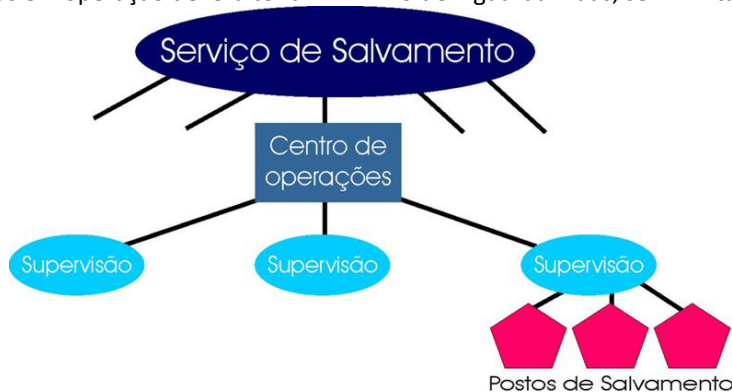 Serviço de Salvamento
Centro de
operações
Supervisão
Supervisão
Supervisão
Postos de Salvamento